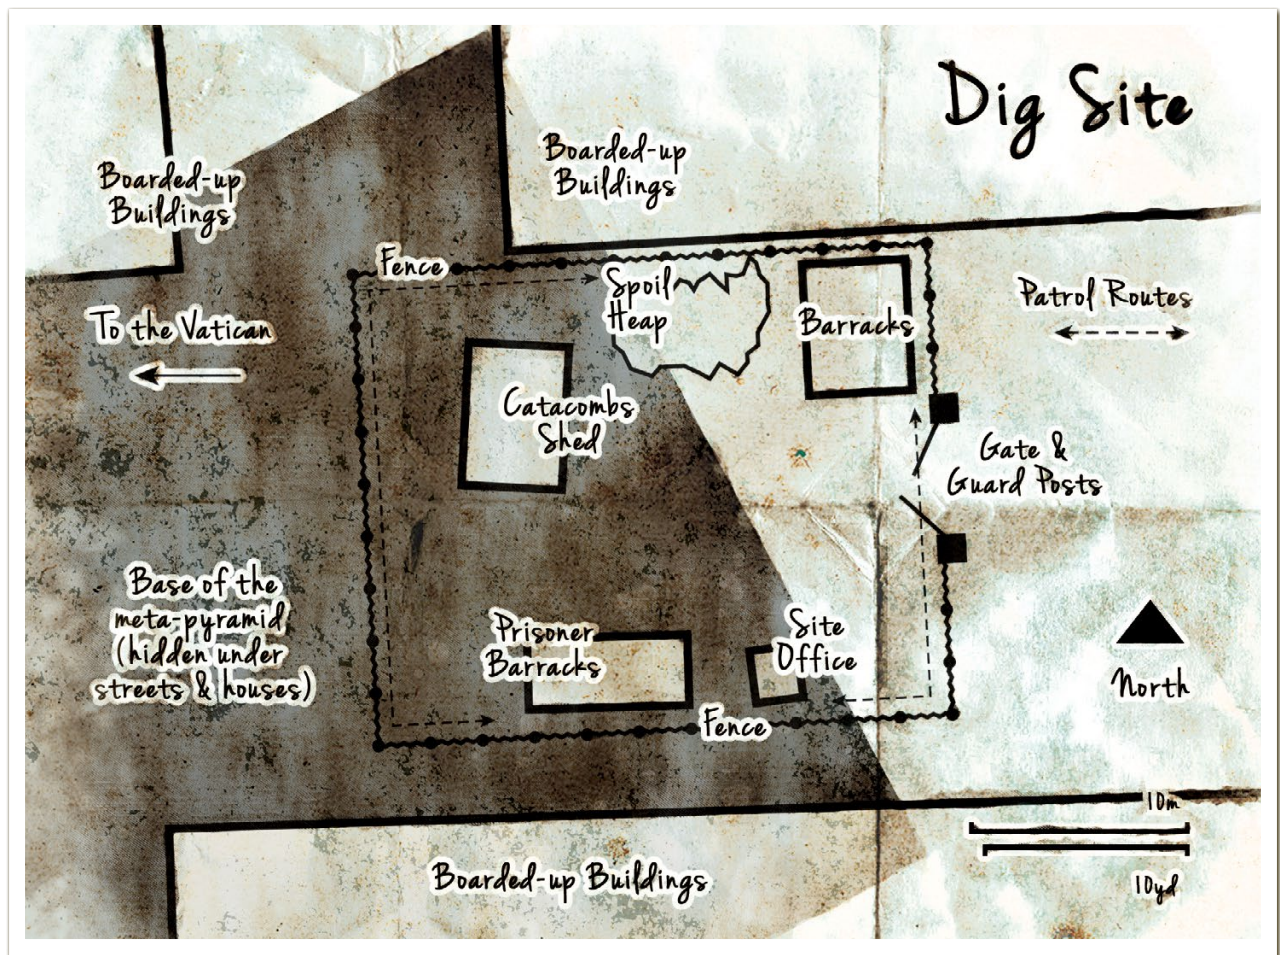 Dig Site
Boarded-up
Buildings
Boarded-up
Buildings
Fence
Spoil
Heap
Barracks
Patrol Routes
To the Vatican
Catacombs
Shed
Gate &
Guard Posts
Base of the
meta-pyramid
(hidden under
streets & houses)
Prisoner
Barracks
Site
Office
North
Fence
10m
10yd
Boarded-up Buildings